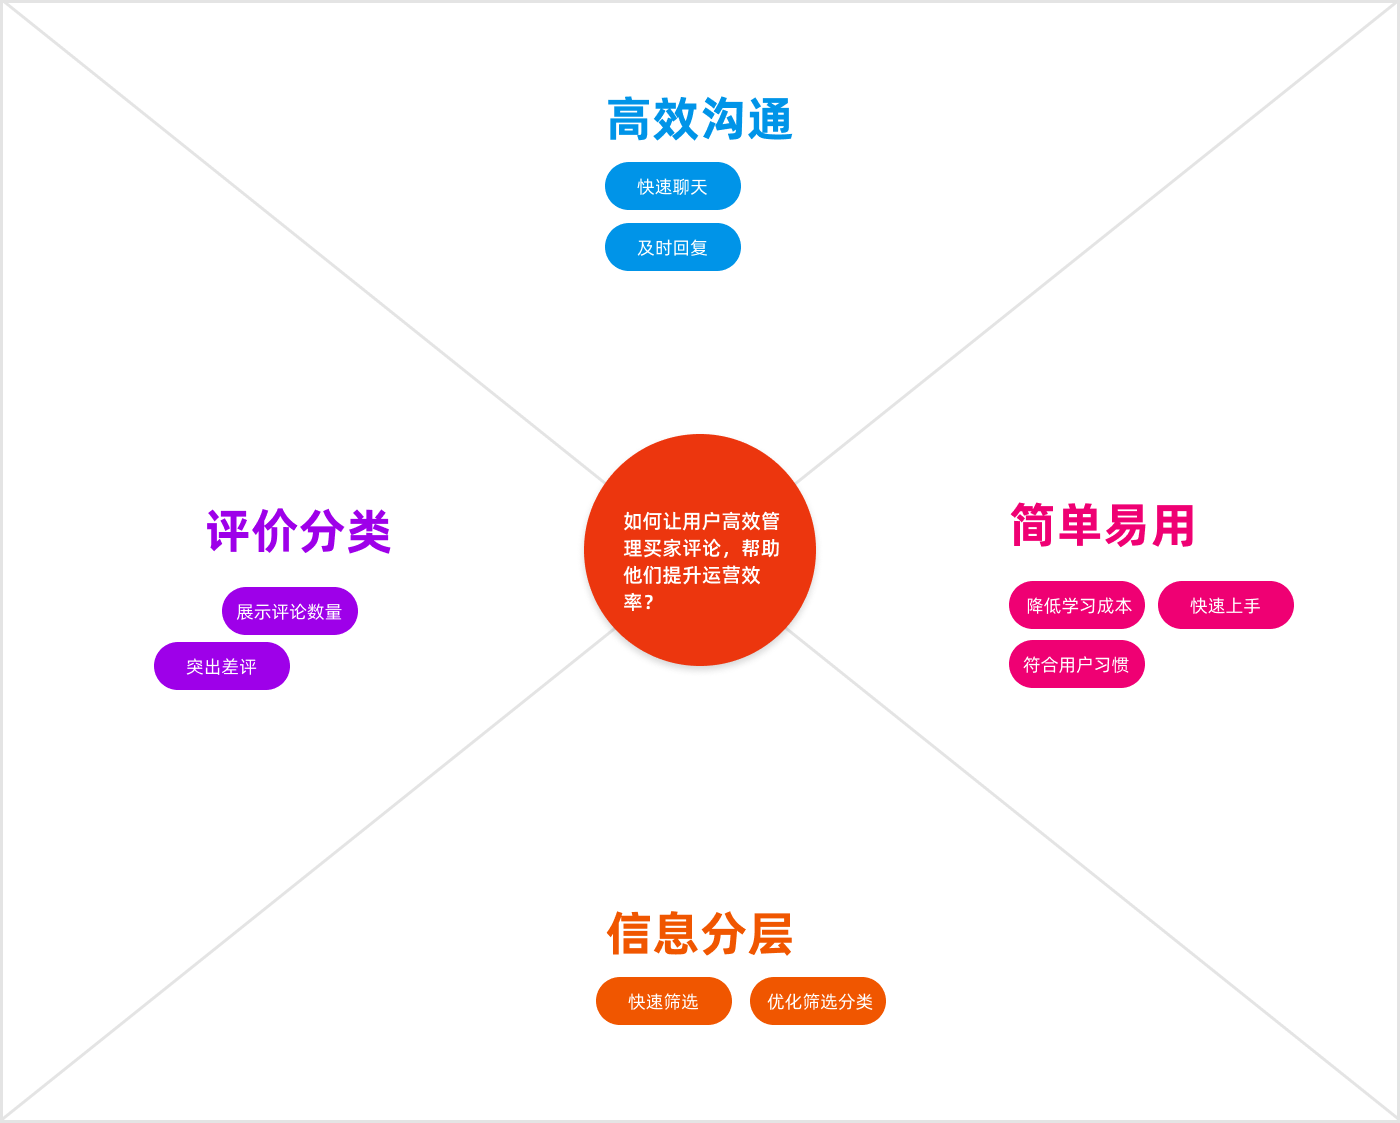 高效沟通
快速聊天
及时回复
评价分类
展示评论数量
突出差评
如何让用户高效管
理买家评论，帮助
他们提升运营效
率？
简单易用
降低学习成本
快速上手
符合用户习惯
信息分层
快速筛选
优化筛选分类